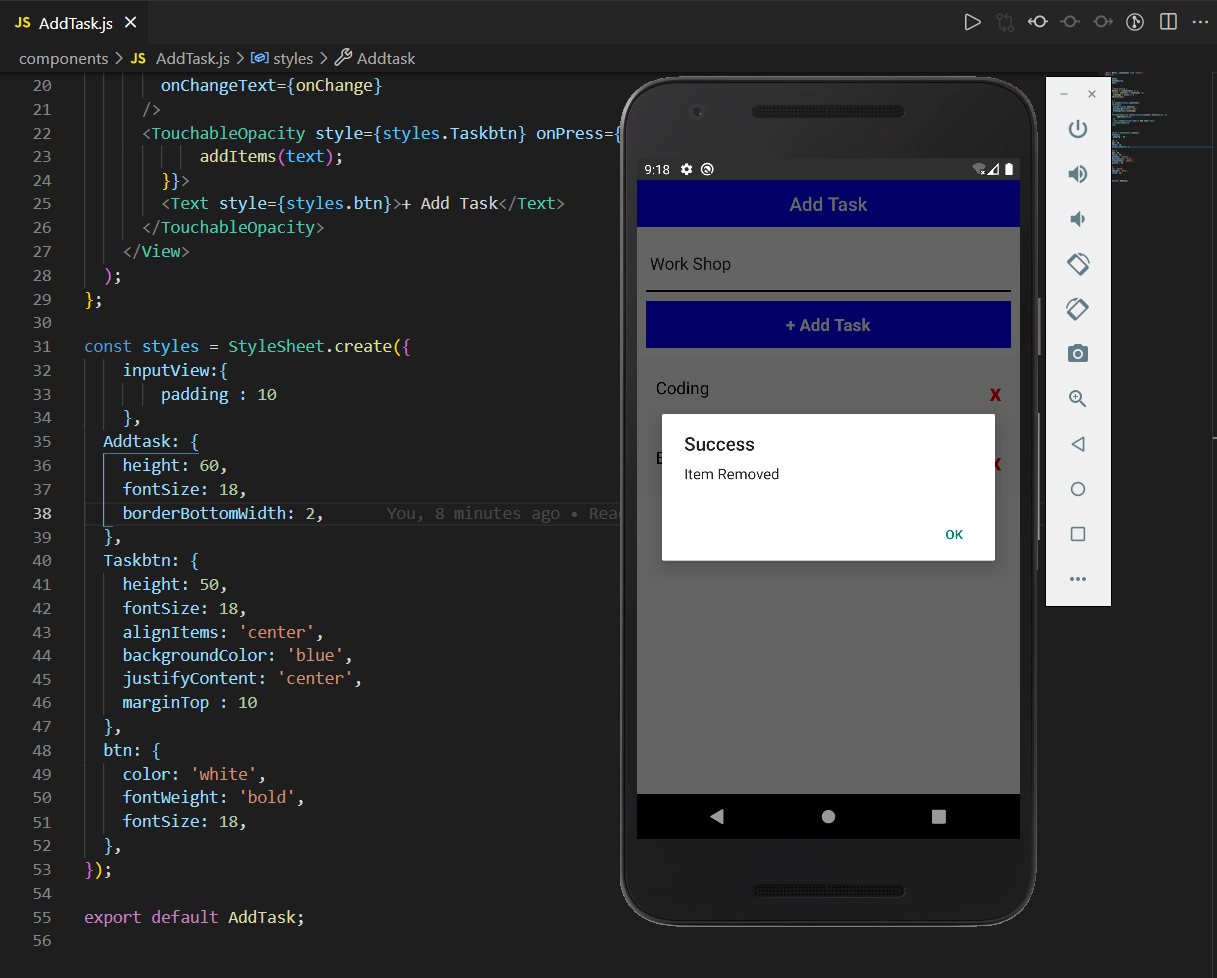 JS AddTask.js
components > JS AddTask.js > styles > Addtask
20 onChangeText={onChange}
21 />
22 <TouchableOpacity style={styles.Taskbtn} onPress={
23 addItems(text);
24 }}>
25 <Text style={styles.btn}>+ Add Task</Text>
26 </TouchableOpacity>
27 </View>
28 );
29 };
30
31 const styles = StyleSheet.create({
32 inputView:{
33 padding : 10
34 },
35 Addtask: {
36 height: 60,
37 fontSize: 18,
38 borderBottomWidth: 2, You, 8 minutes ago • Rea
39 },
40 Taskbtn: {
41 height: 50,
42 fontSize: 18,
43 alignItems: 'center',
44 backgroundColor: 'blue',
45 justifyContent: 'center',
46 marginTop : 10
47 },
48 btn: {
49 color: 'white',
50 fontWeight: 'bold',
51 fontSize: 18,
52 },
53 });
54
55 export default AddTask;
56
9:18
Add Task
Work Shop
+ Add Task
Coding
X
Success
Item Removed
OK